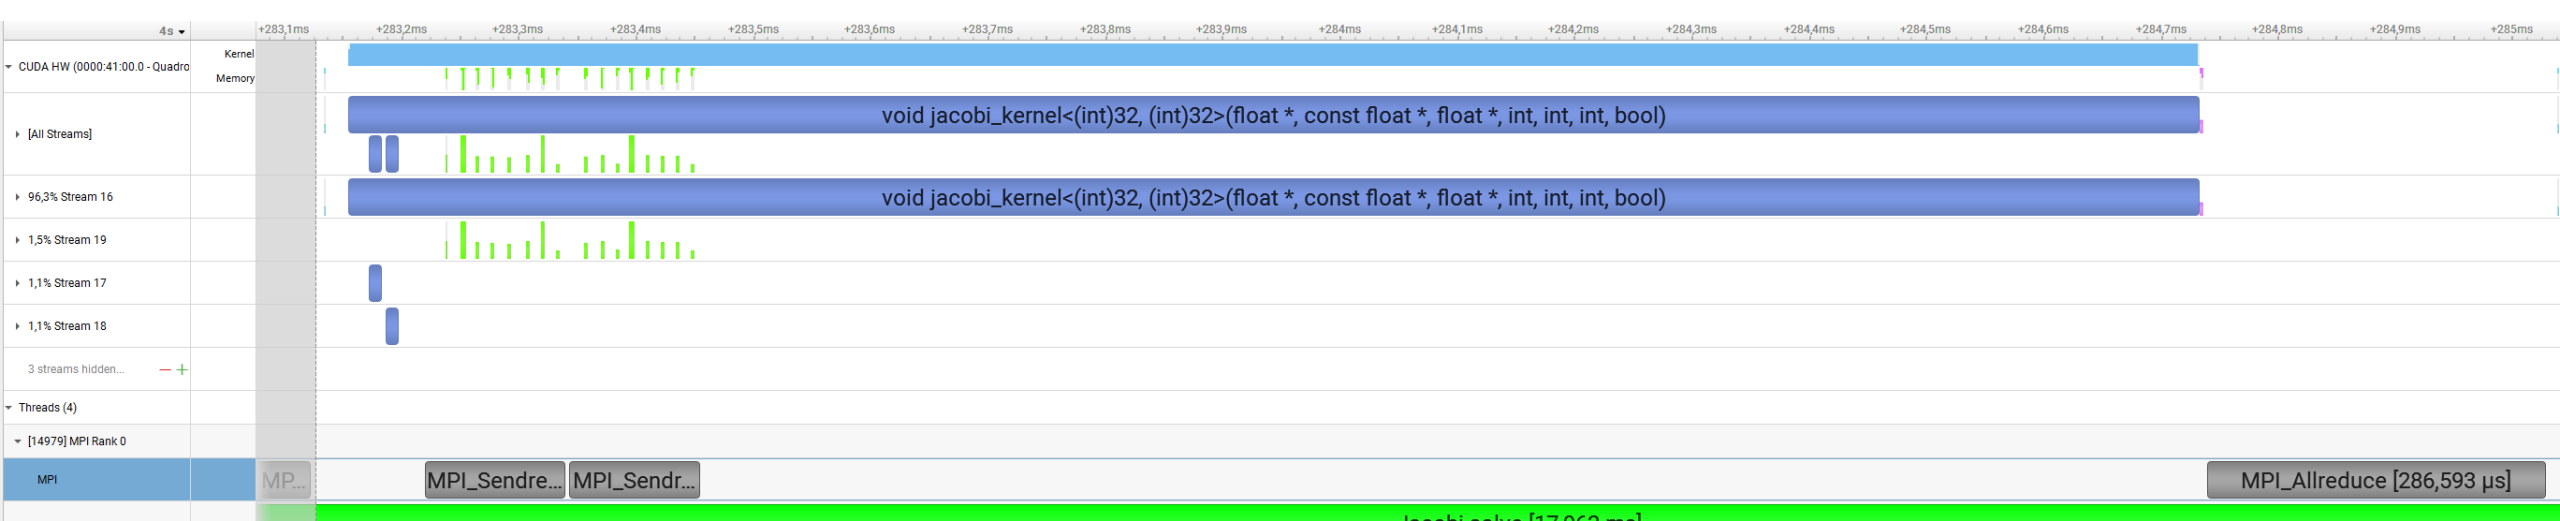 4s +283,1ms +283,2ms +283,3ms +283,4ms +283,5ms +283,6ms +283,7ms +283,8ms +283,9ms +284ms +284,1ms +284,2ms +284,3ms +284,4ms +284,5ms +284,6ms +284,7ms +284,8ms +284,9ms +285ms
Kernel
CUDA HW (0000:41:00.0 - Quadro
Memory
[All Streams]
void jacobi_kernel<(int)32, (int)32>(float *, const float *, float *, int, int, int, bool)
96,3% Stream 16
void jacobi_kernel<(int)32, (int)32>(float *, const float *, float *, int, int, int, bool)
1,5% Stream 19
1,1% Stream 17
1,1% Stream 18
3 streams hidden...
Threads (4)
[14979] MPI Rank 0
MPI
MP...
MPI_Sendre...
MPI_Sendr...
MPI_Allreduce [286,593 µs]